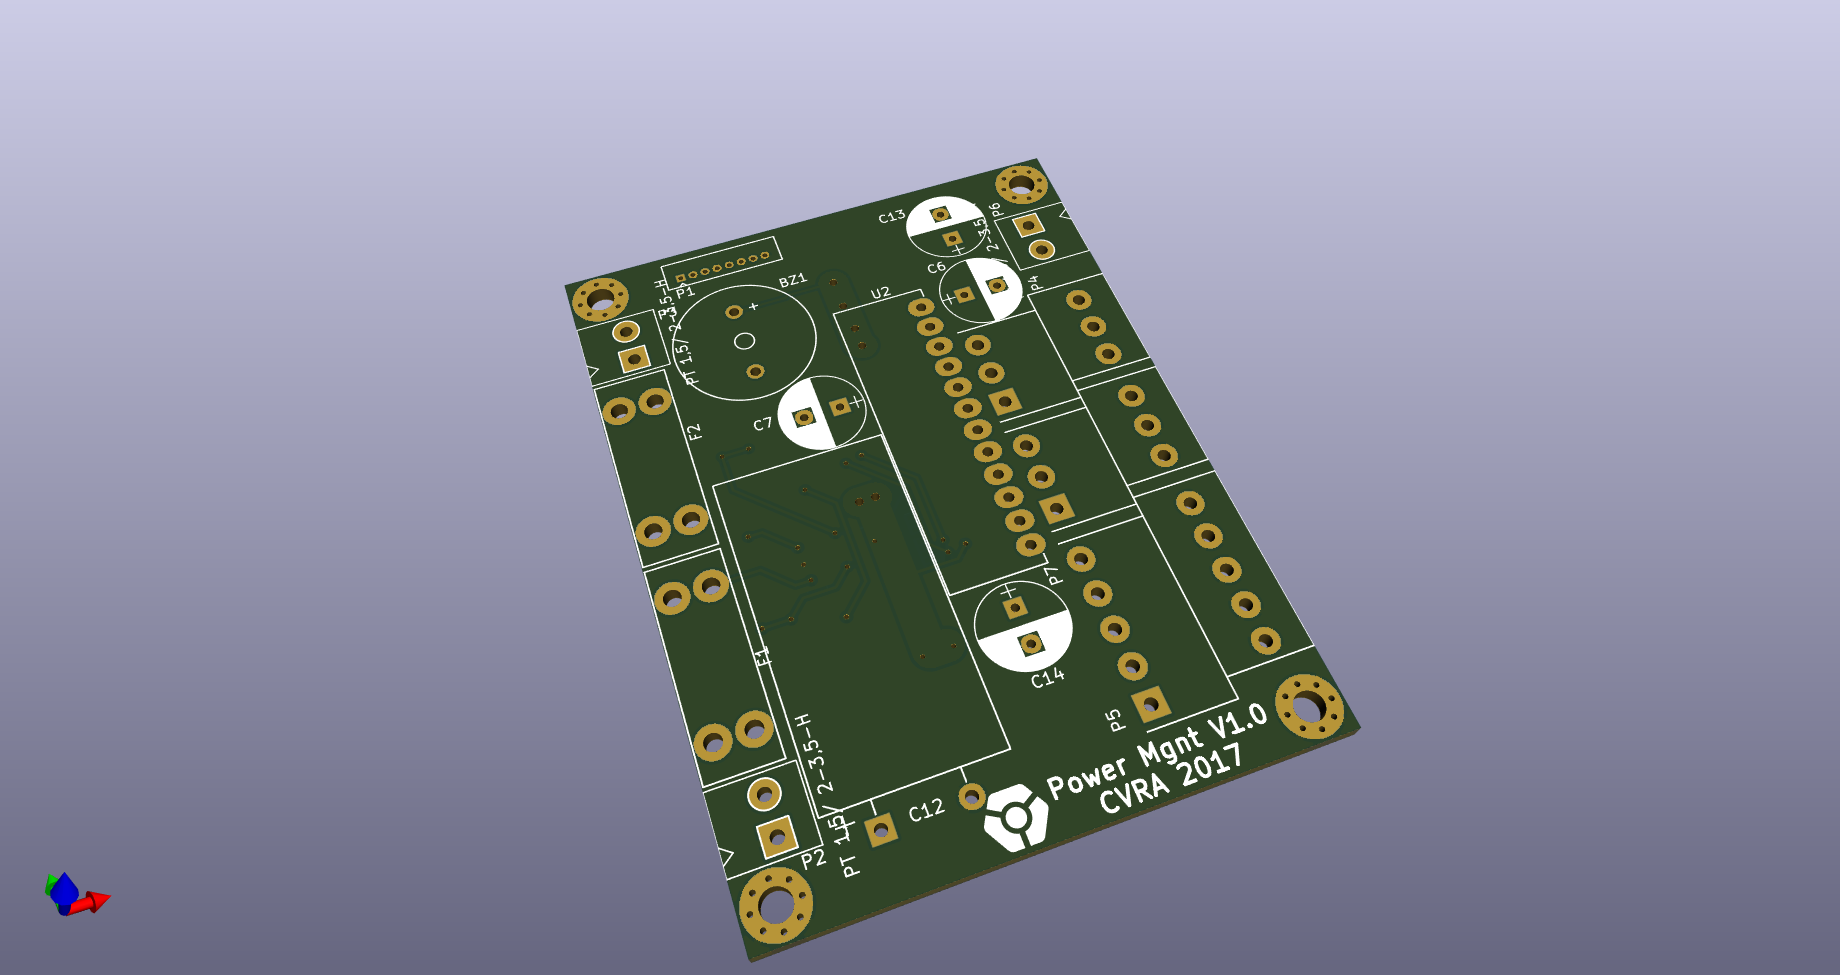 C13
P6
2-3.5
C6
P4
P1
BZ1
U2
PT 1,5/ 2-3.5-H
F2
C7
P7
F1
C14
P5
PT 1,5/ 2-3.5-H
C12
P2
Power Mgnt V1.0
CVRA 2017